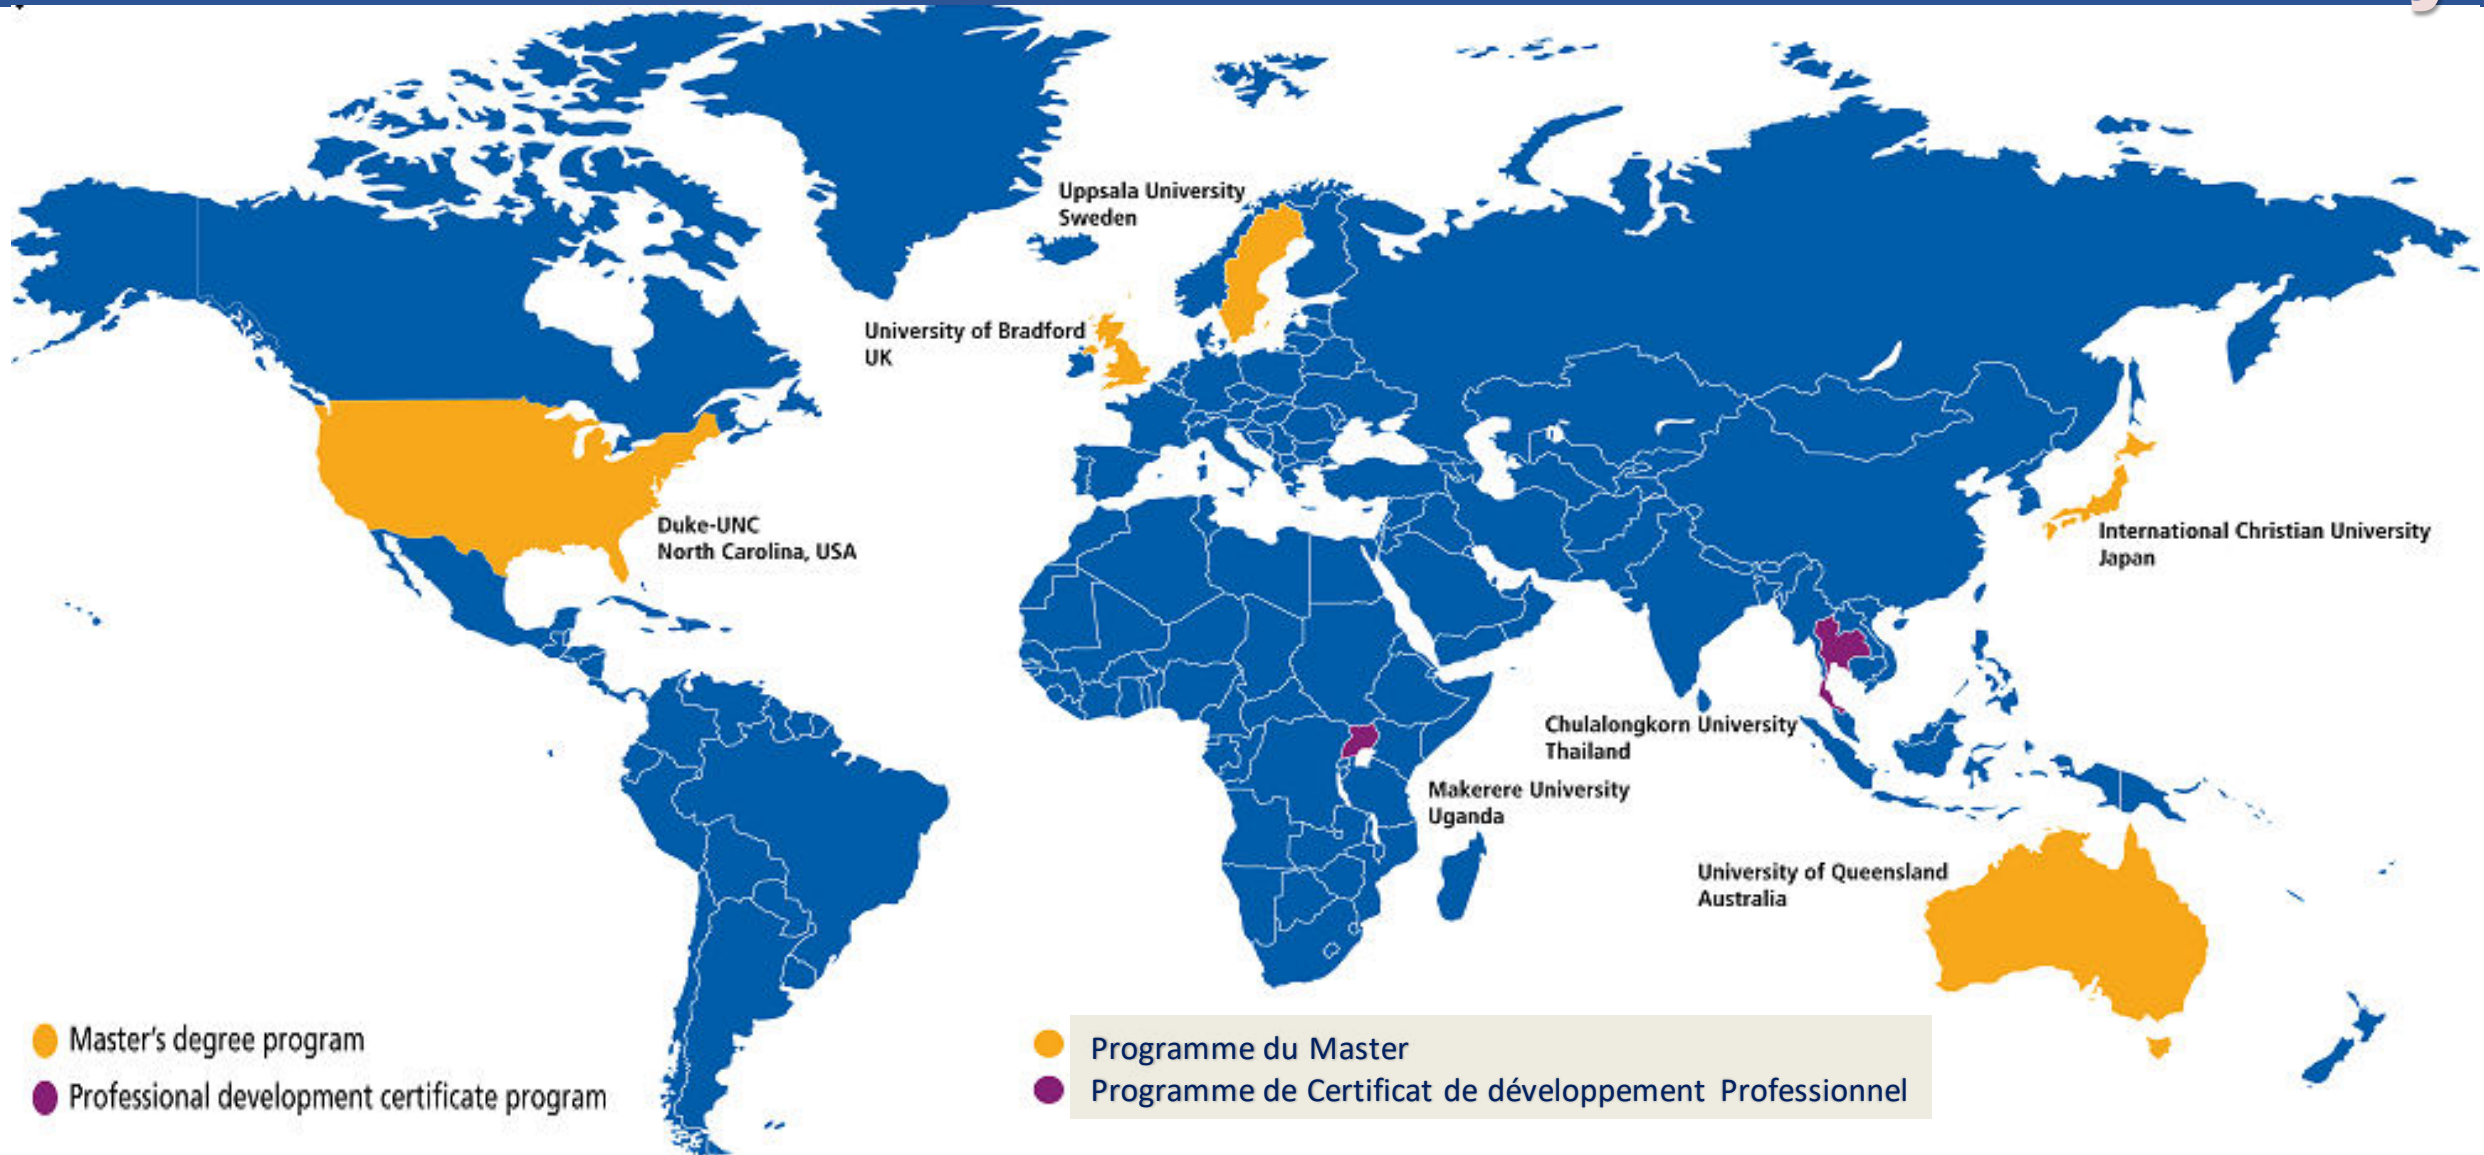 Uppsala University
Sweden
University of Bradford
UK
Duke-UNC
North Carolina, USA
International Christian University
Japan
Chulalongkorn University
Thailand
Makerere University
Uganda
University of Queensland
Australia
Master's degree program
Professional development certificate program
Programme du Master
Programme de Certificat de développement Professionnel